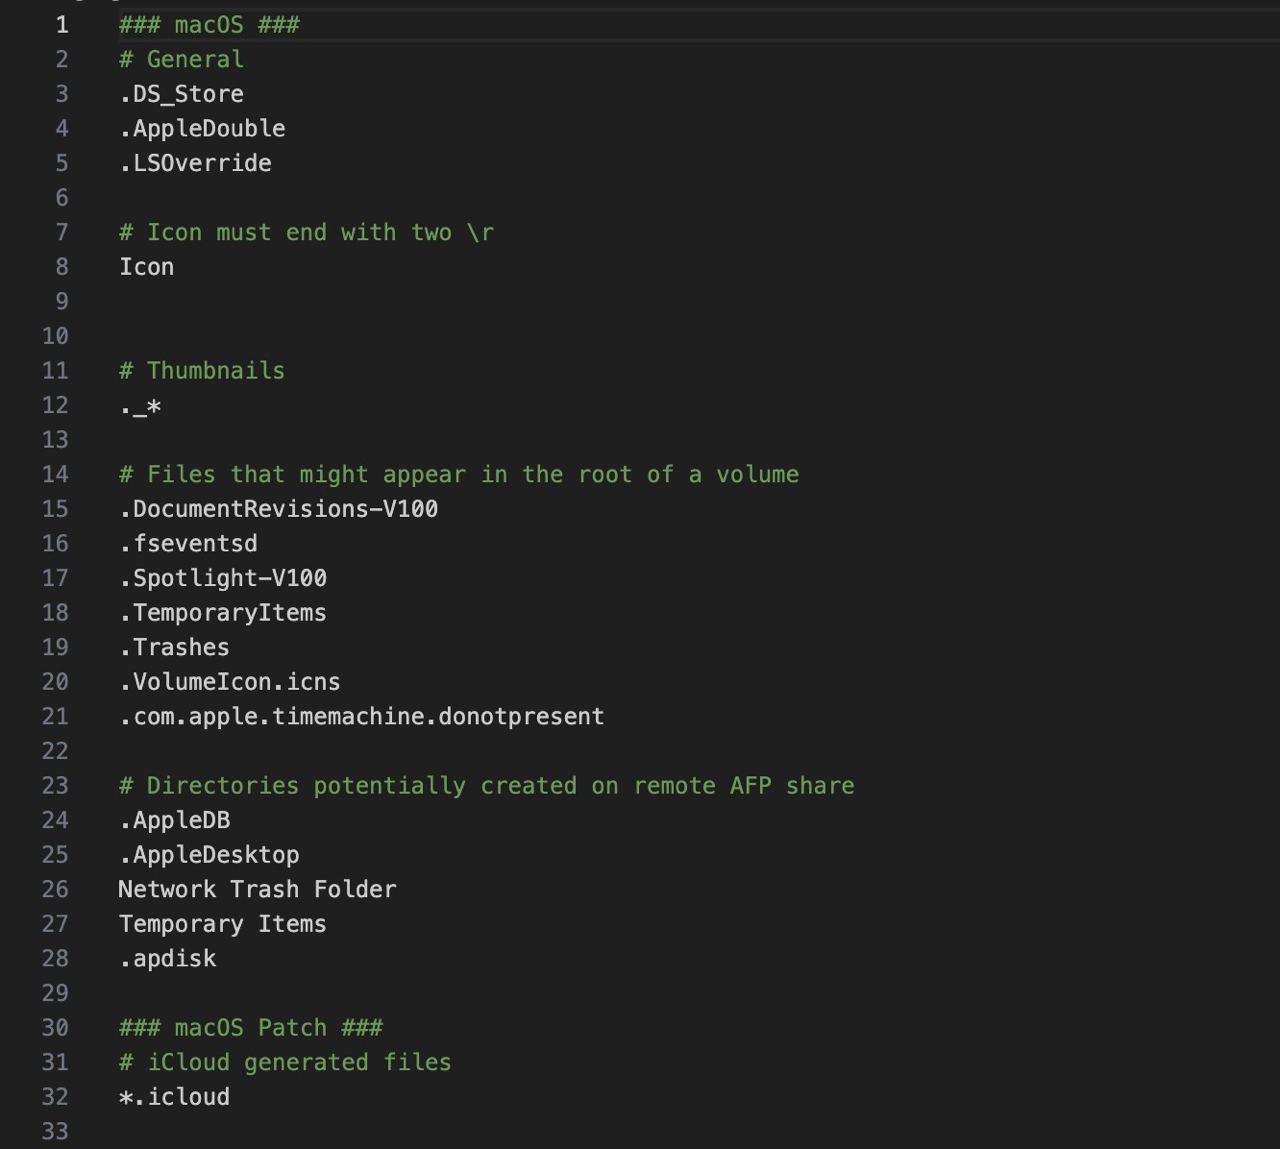 1 ### macOS ###
2 # General
3 .DS_Store
4 .AppleDouble
5 .LSOverride
6
7 # Icon must end with two \r
8 Icon
9
10
11 # Thumbnails
12 ._*
13
14 # Files that might appear in the root of a volume
15 .DocumentRevisions-V100
16 .fseventsd
17 .Spotlight-V100
18 .TemporaryItems
19 .Trashes
20 .VolumeIcon.icns
21 .com.apple.timemachine.donotpresent
22
23 # Directories potentially created on remote AFP share
24 .AppleDB
25 .AppleDesktop
26 Network Trash Folder
27 Temporary Items
28 .apdisk
29
30 ### macOS Patch ###
31 # iCloud generated files
32 *.icloud
33